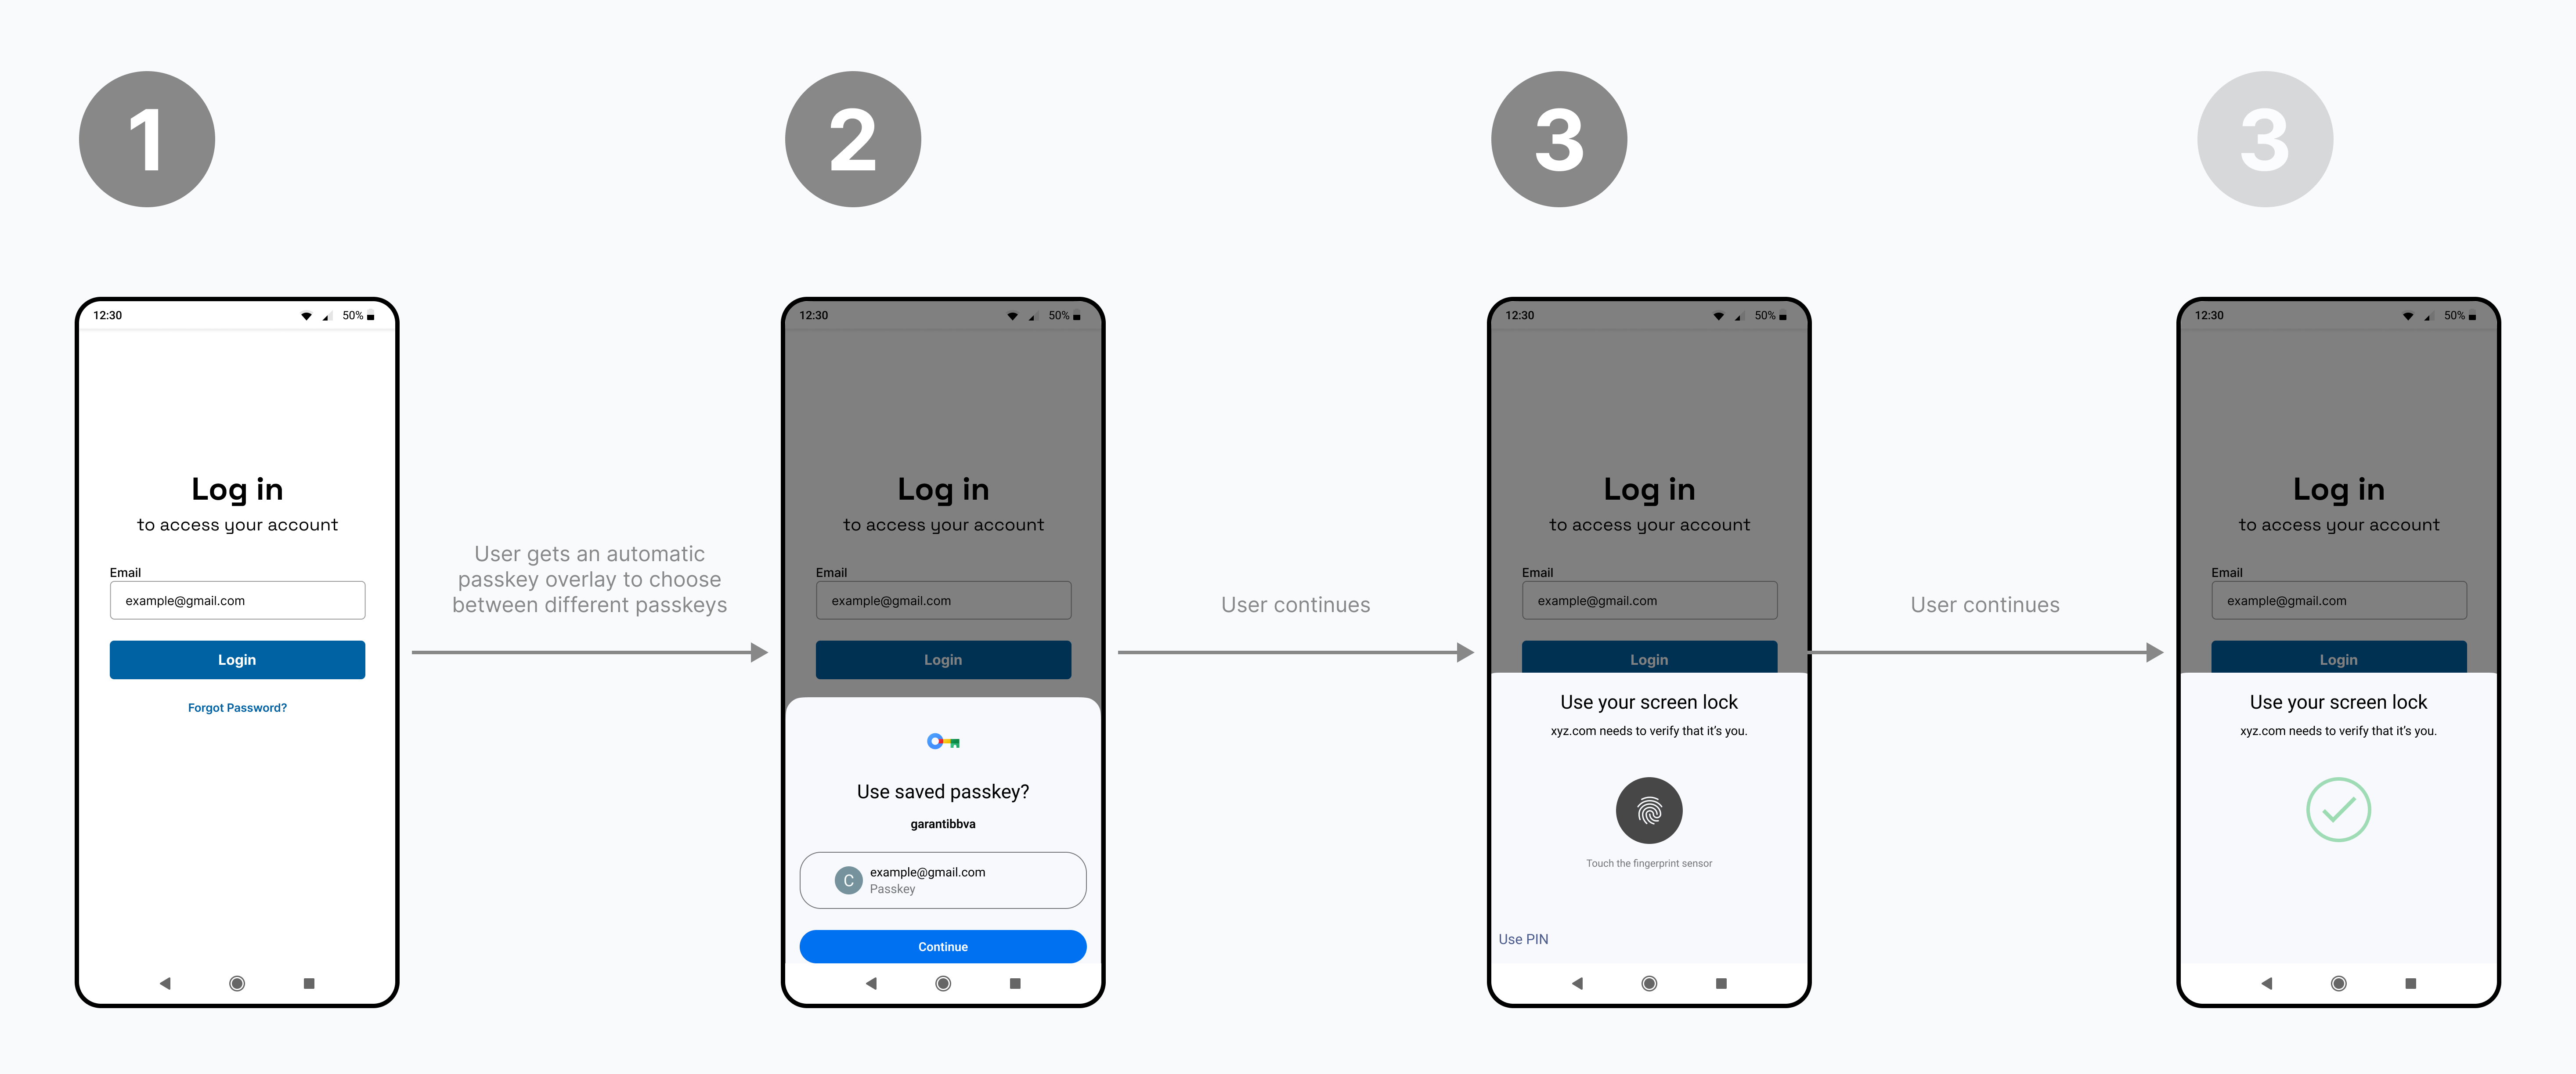 1
2
3
3
12:30
50%
Log in
to access your account
Email
example@gmail.com
Login
Forgot Password?
User gets an automatic
passkey overlay to choose
between different passkeys
12:30
50%
Log in
to access your account
Email
example@gmail.com
Login
Use saved passkey?
garantibbva
C
example@gmail.com
Passkey
Continue
User continues
12:30
50%
Log in
to access your account
Email
example@gmail.com
Login
Use your screen lock
xyz.com needs to verify that it's you.
Touch the fingerprint sensor
Use PIN
User continues
12:30
50%
Log in
to access your account
Email
example@gmail.com
Login
Use your screen lock
xyz.com needs to verify that it's you.